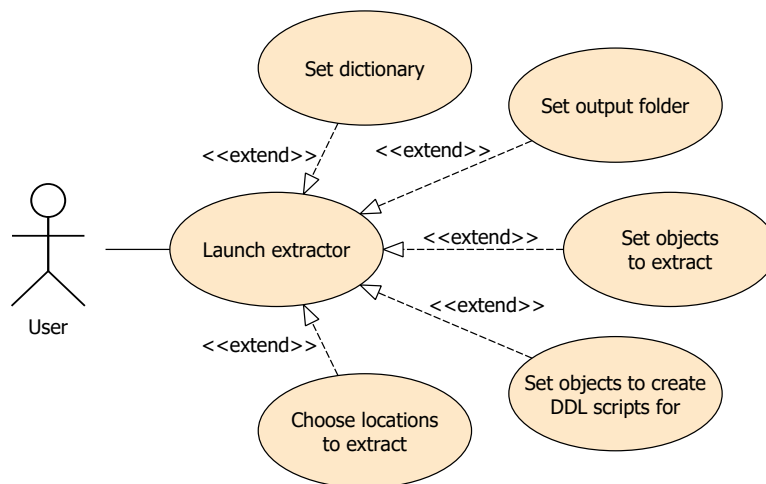 Set dictionary
Set output folder
<<extend>>
<<extend>>
Launch extractor
<<extend>>
Set objects
to extract
<<extend>>
User
<<extend>>
Set objects to create
DDL scripts for
Choose locations
to extract